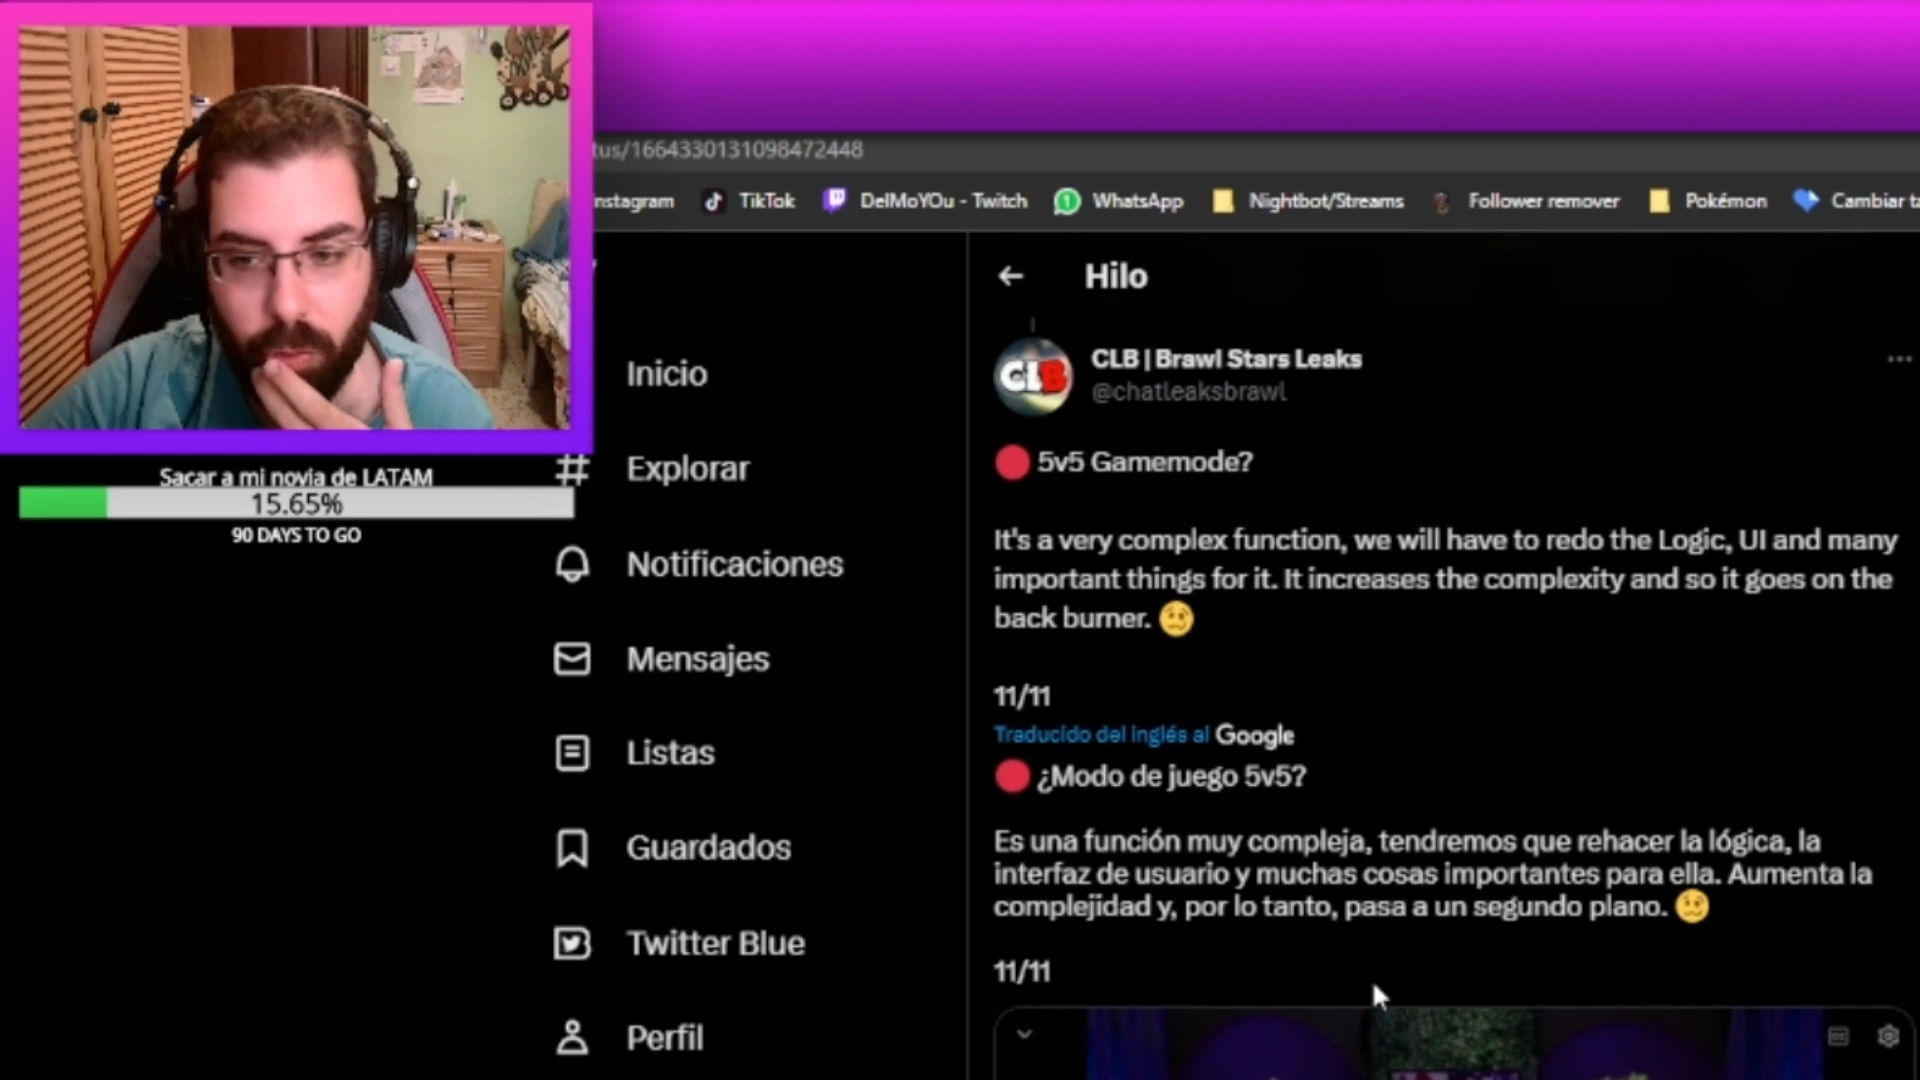 tus/1664330131098472448
nstagram TikTok DelMoYOu - Twitch WhatsApp Nightbot/Streams Follower remover Pokémon Cambiar ta
Sacar a mi novia de LATAM
15.65%
90 DAYS TO GO
Inicio
Explorar
Notificaciones
Mensajes
Listas
Guardados
Twitter Blue
Perfil
Hilo
CLB
CLB | Brawl Stars Leaks
@chatleaksbrawl
5v5 Gamemode?
It's a very complex function, we will have to redo the Logic, UI and many
important things for it. It increases the complexity and so it goes on the
back burner.
11/11
Traducido del inglés al Google
¿Modo de juego 5v5?
Es una función muy compleja, tendremos que rehacer la lógica, la
interfaz de usuario y muchas cosas importantes para ella. Aumenta la
complejidad y, por lo tanto, pasa a un segundo plano.
11/11